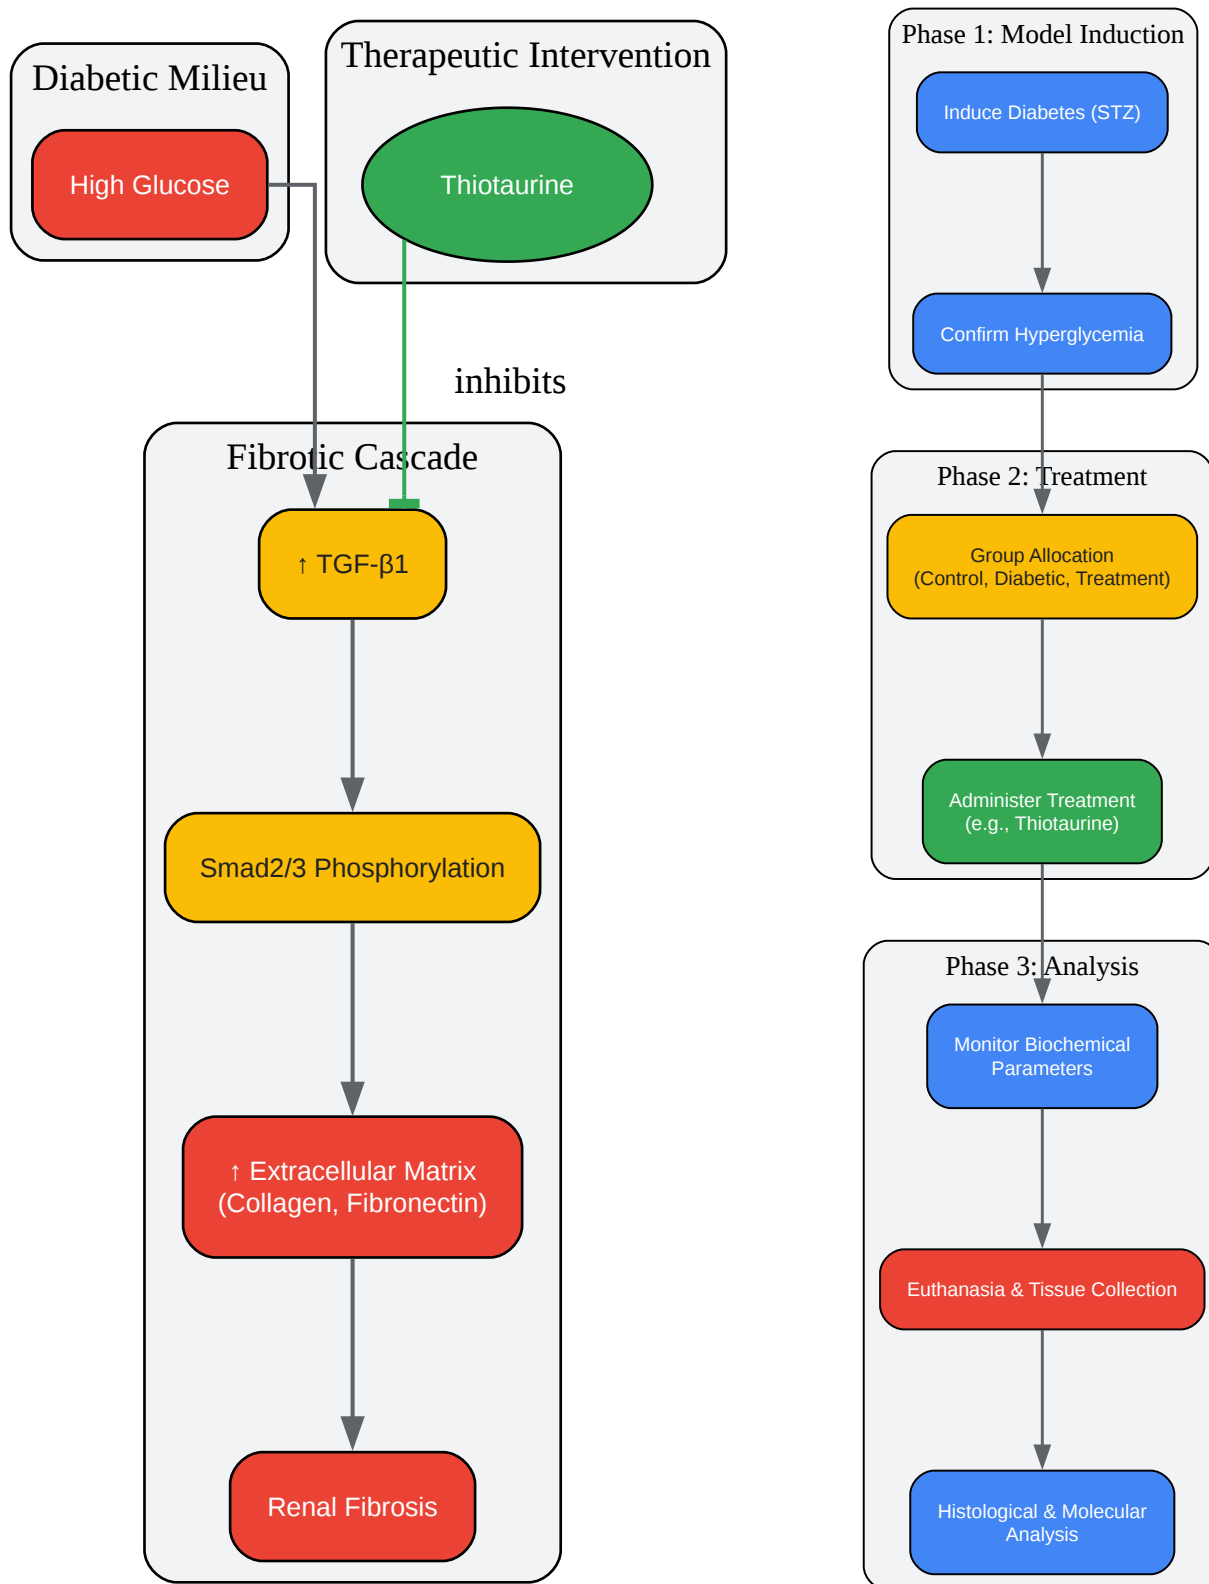 Diabetic Milieu
High Glucose
Therapeutic Intervention
Thiotaurine
inhibits
Fibrotic Cascade
↑ TGF-β1
Smad2/3 Phosphorylation
↑ Extracellular Matrix
(Collagen, Fibronectin)
Renal Fibrosis
Phase 1: Model Induction
Induce Diabetes (STZ)
Confirm Hyperglycemia
Phase 2: Treatment
Group Allocation
(Control, Diabetic, Treatment)
Administer Treatment
(e.g., Thiotaurine)
Phase 3: Analysis
Monitor Biochemical
Parameters
Euthanasia & Tissue Collection
Histological & Molecular
Analysis